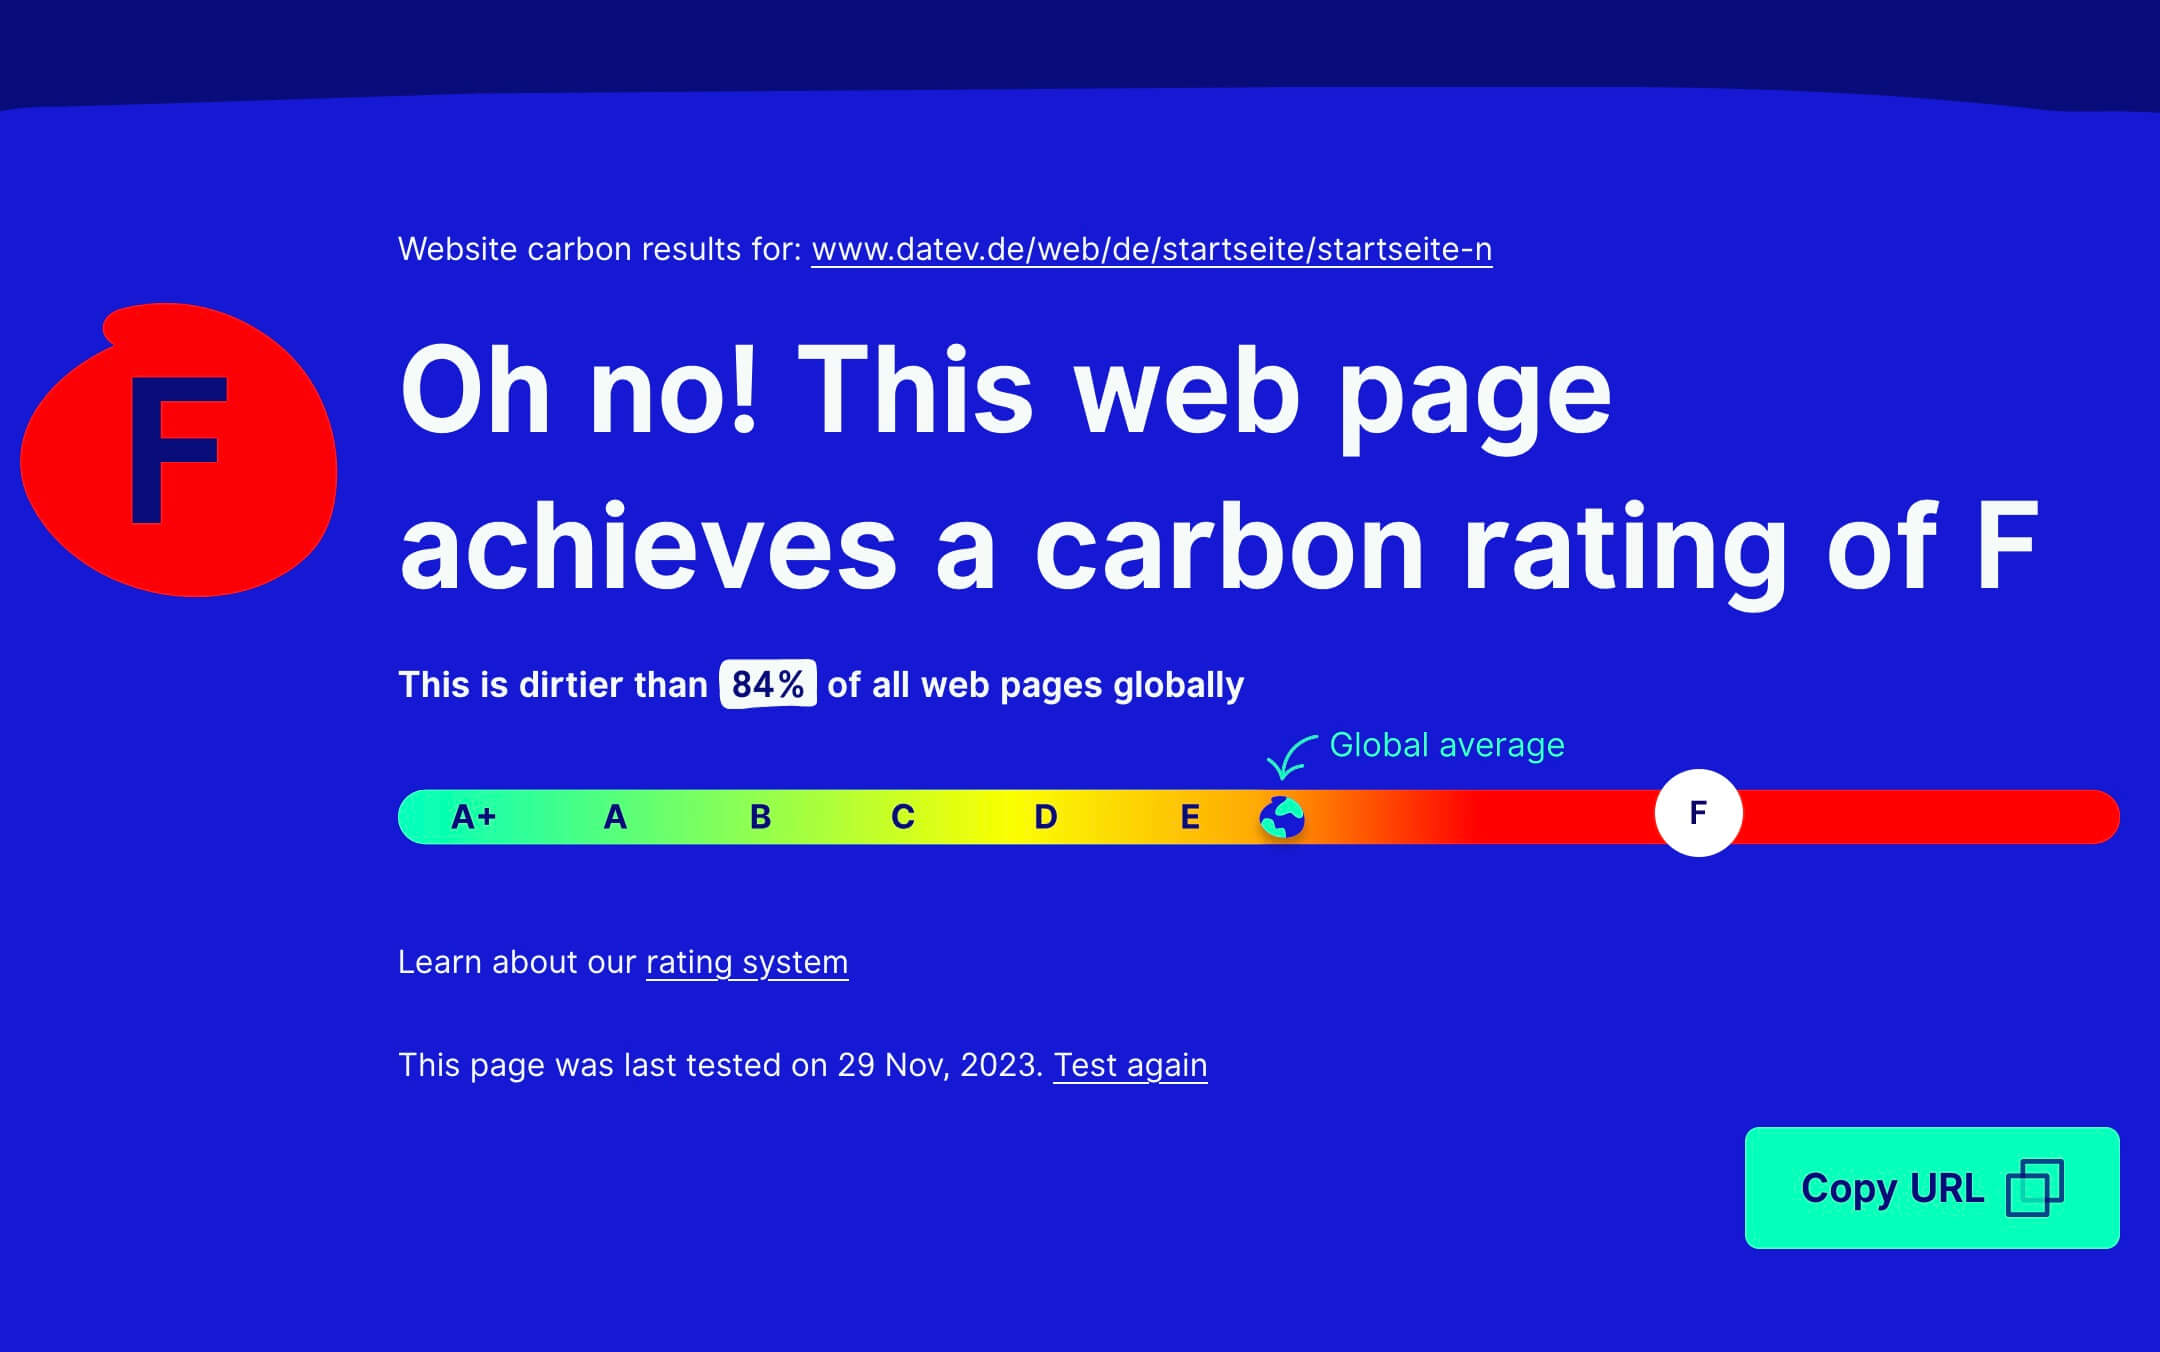 Website carbon results for: www.datev.de/web/de/startseite/startseite-n
F
Oh no! This web page
achieves a carbon rating of F
This is dirtier than 84% of all web pages globally
Global average
A+ A B C D E F
Learn about our rating system
This page was last tested on 29 Nov, 2023. Test again
Copy URL